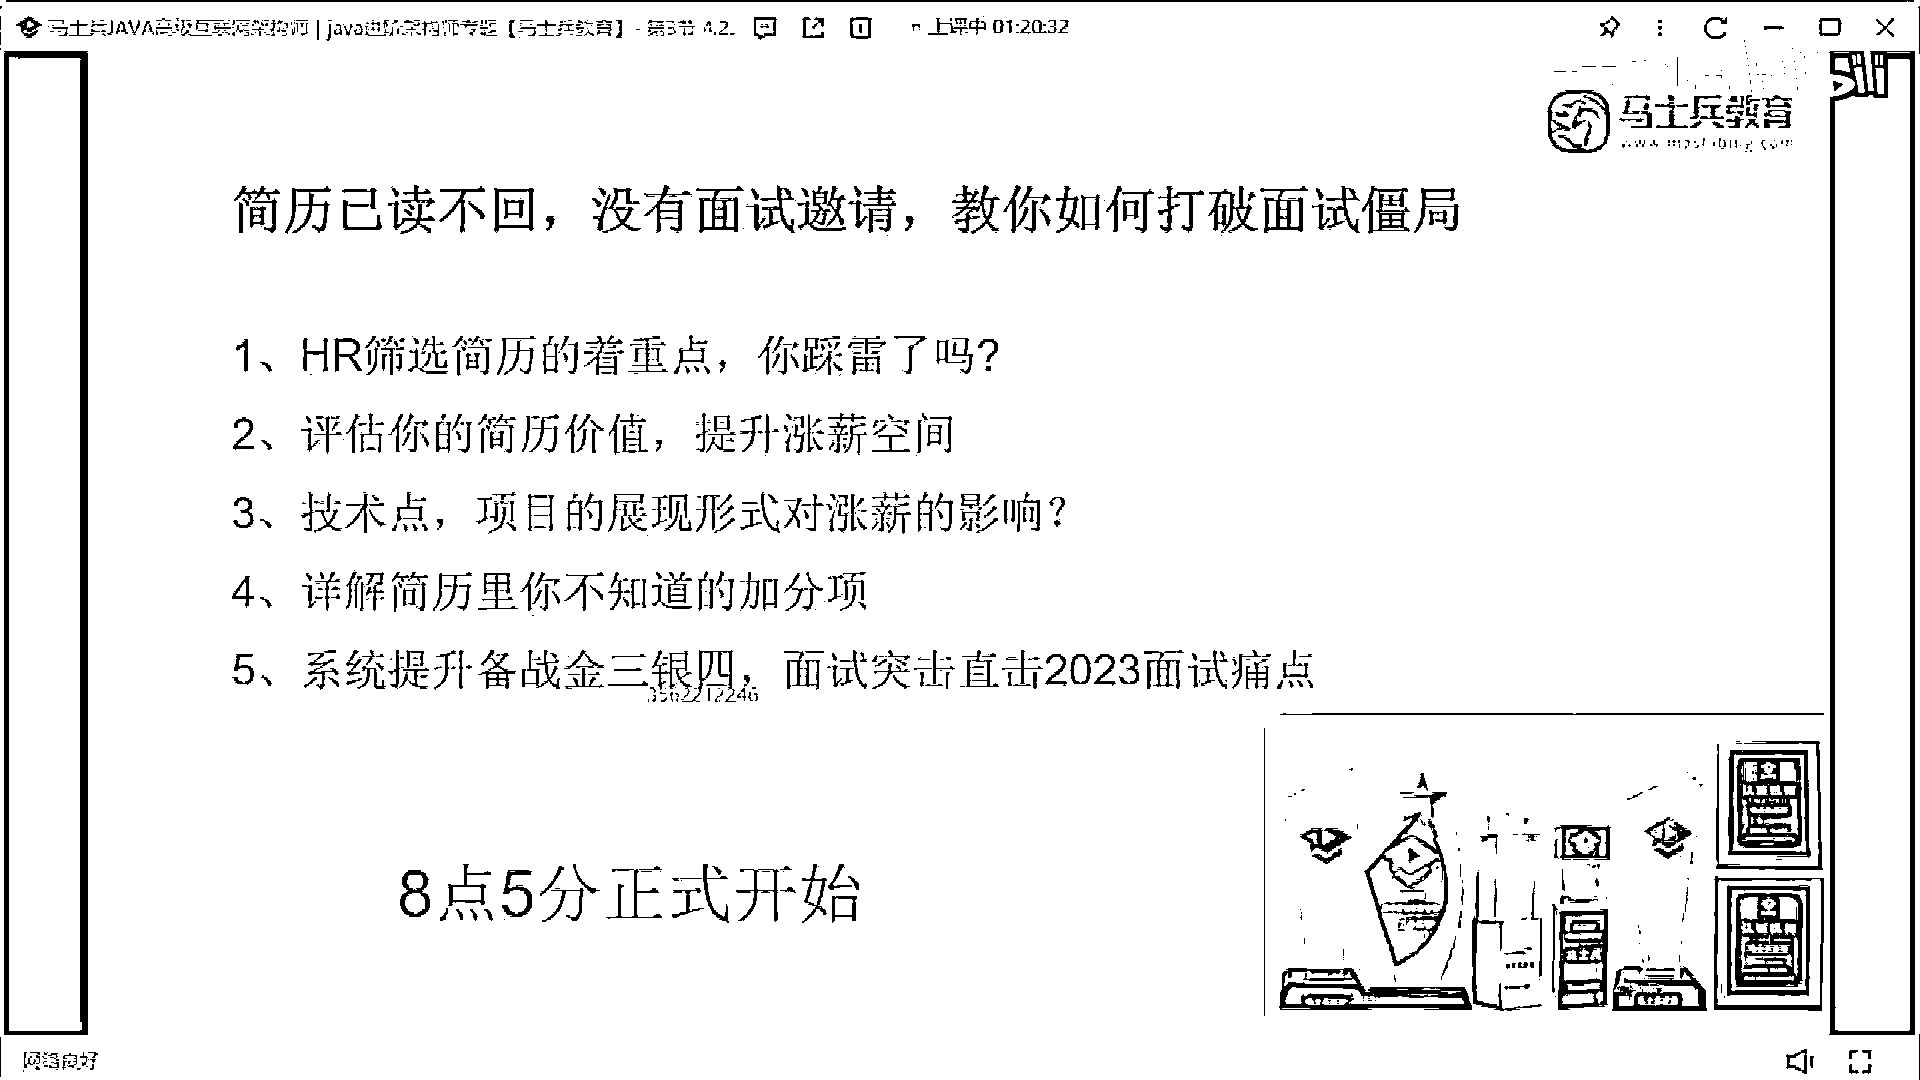 马士兵JAVA高级互联网架构师 | java进阶架构师专题【马士兵教育】- 第3节 4.2.
上课中 01:20:32
马士兵教育
www.mashibing.com
简历已读不回，没有面试邀请，教你如何打破面试僵局
1、HR筛选简历的着重点，你踩雷了吗?
2、评估你的简历价值，提升涨薪空间
3、技术点，项目的展现形式对涨薪的影响？
4、详解简历里你不知道的加分项
5、系统提升备战金三银四，面试突击直击2023面试痛点
3562212246
8点5分正式开始
网络良好